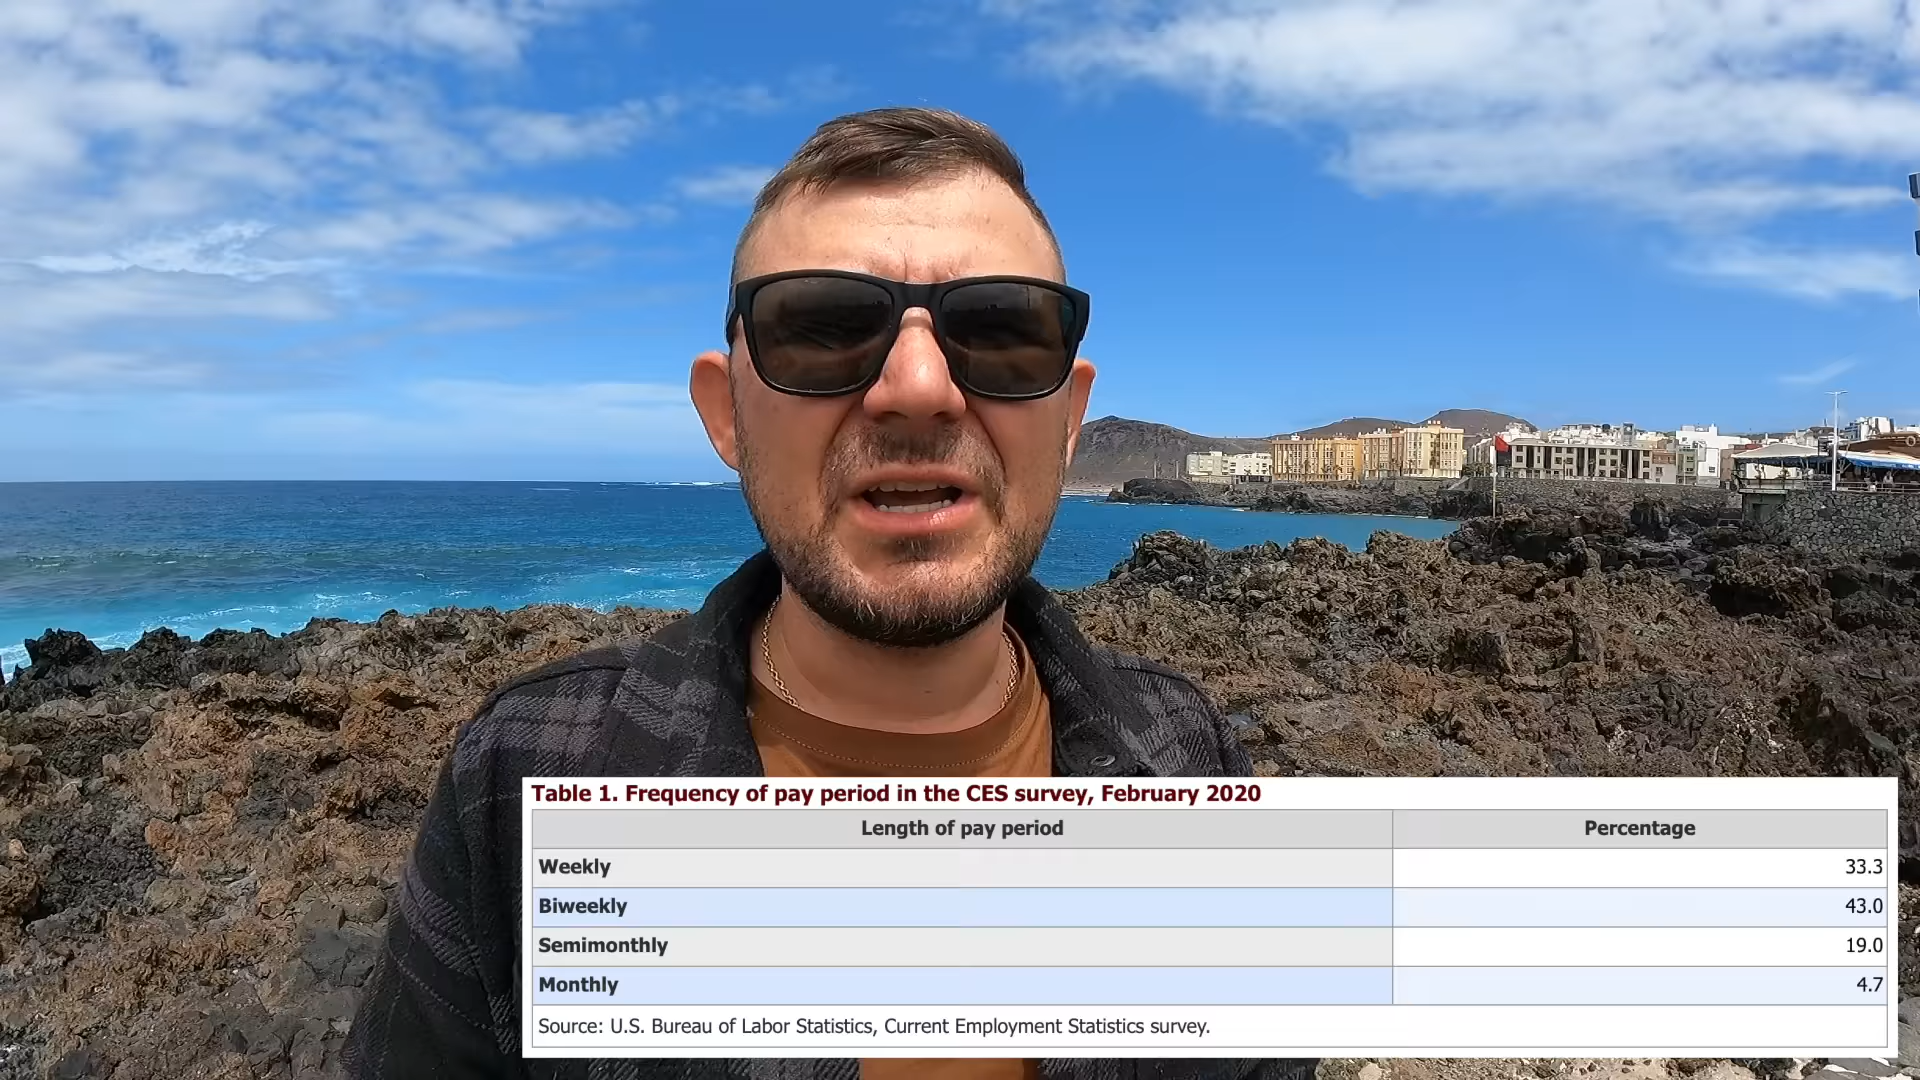 Table 1. Frequency of pay period in the CES survey, February 2020
Length of pay period Percentage
Weekly 33.3
Biweekly 43.0
Semimonthly 19.0
Monthly 4.7
Source: U.S. Bureau of Labor Statistics, Current Employment Statistics survey.